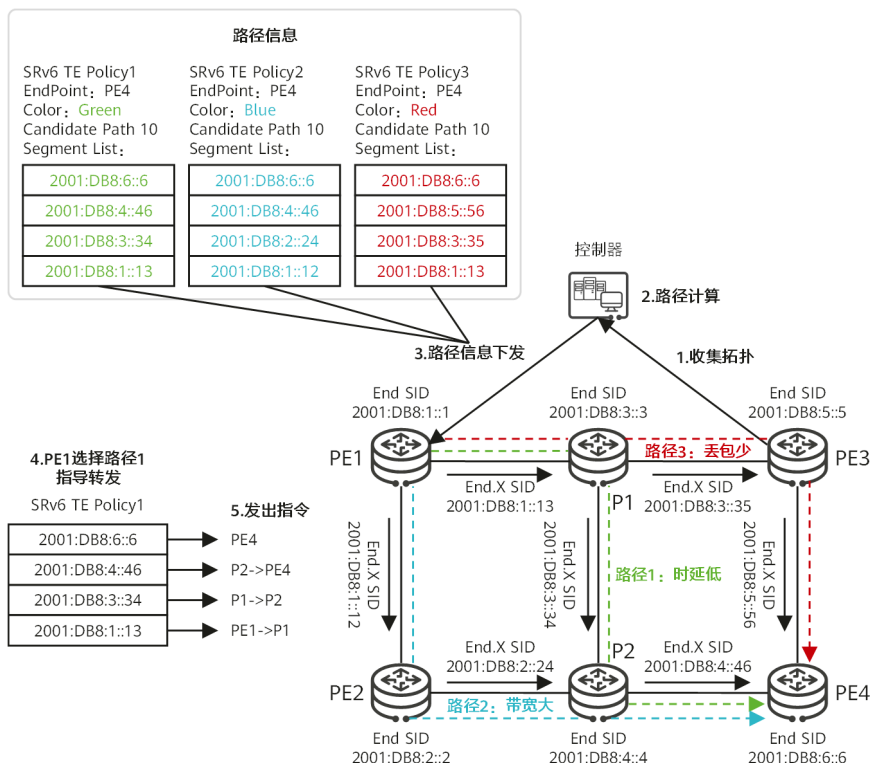 路径信息
SRv6 TE Policy1
EndPoint：PE4
Color：Green
Candidate Path 10
Segment List：
2001:DB8:6::6
2001:DB8:4::46
2001:DB8:3::34
2001:DB8:1::13
SRv6 TE Policy2
EndPoint：PE4
Color：Blue
Candidate Path 10
Segment List：
2001:DB8:6::6
2001:DB8:4::46
2001:DB8:2::24
2001:DB8:1::12
SRv6 TE Policy3
EndPoint：PE4
Color：Red
Candidate Path 10
Segment List：
2001:DB8:6::6
2001:DB8:5::56
2001:DB8:3::35
2001:DB8:1::13
控制器
2.路径计算
3.路径信息下发
1.收集拓扑
End SID
2001:DB8:1::1
End SID
2001:DB8:3::3
End SID
2001:DB8:5::5
PE1
路径3：丢包少
PE3
End.X SID
2001:DB8:1::13
P1
End.X SID
2001:DB8:3::35
4.PE1选择路径1
指导转发
SRv6 TE Policy1
5.发出指令
2001:DB8:6::6
PE4
2001:DB8:4::46
P2->PE4
2001:DB8:3::34
P1->P2
2001:DB8:1::13
PE1->P1
End.X SID
2001:DB8:1::12
End.X SID
2001:DB8:3::34
路径1：时延低
End.X SID
2001:DB8:5::56
End.X SID
2001:DB8:2::24
P2
End.X SID
2001:DB8:4::46
PE2
路径2：带宽大
PE4
End SID
2001:DB8:2::2
End SID
2001:DB8:4::4
End SID
2001:DB8:6::6